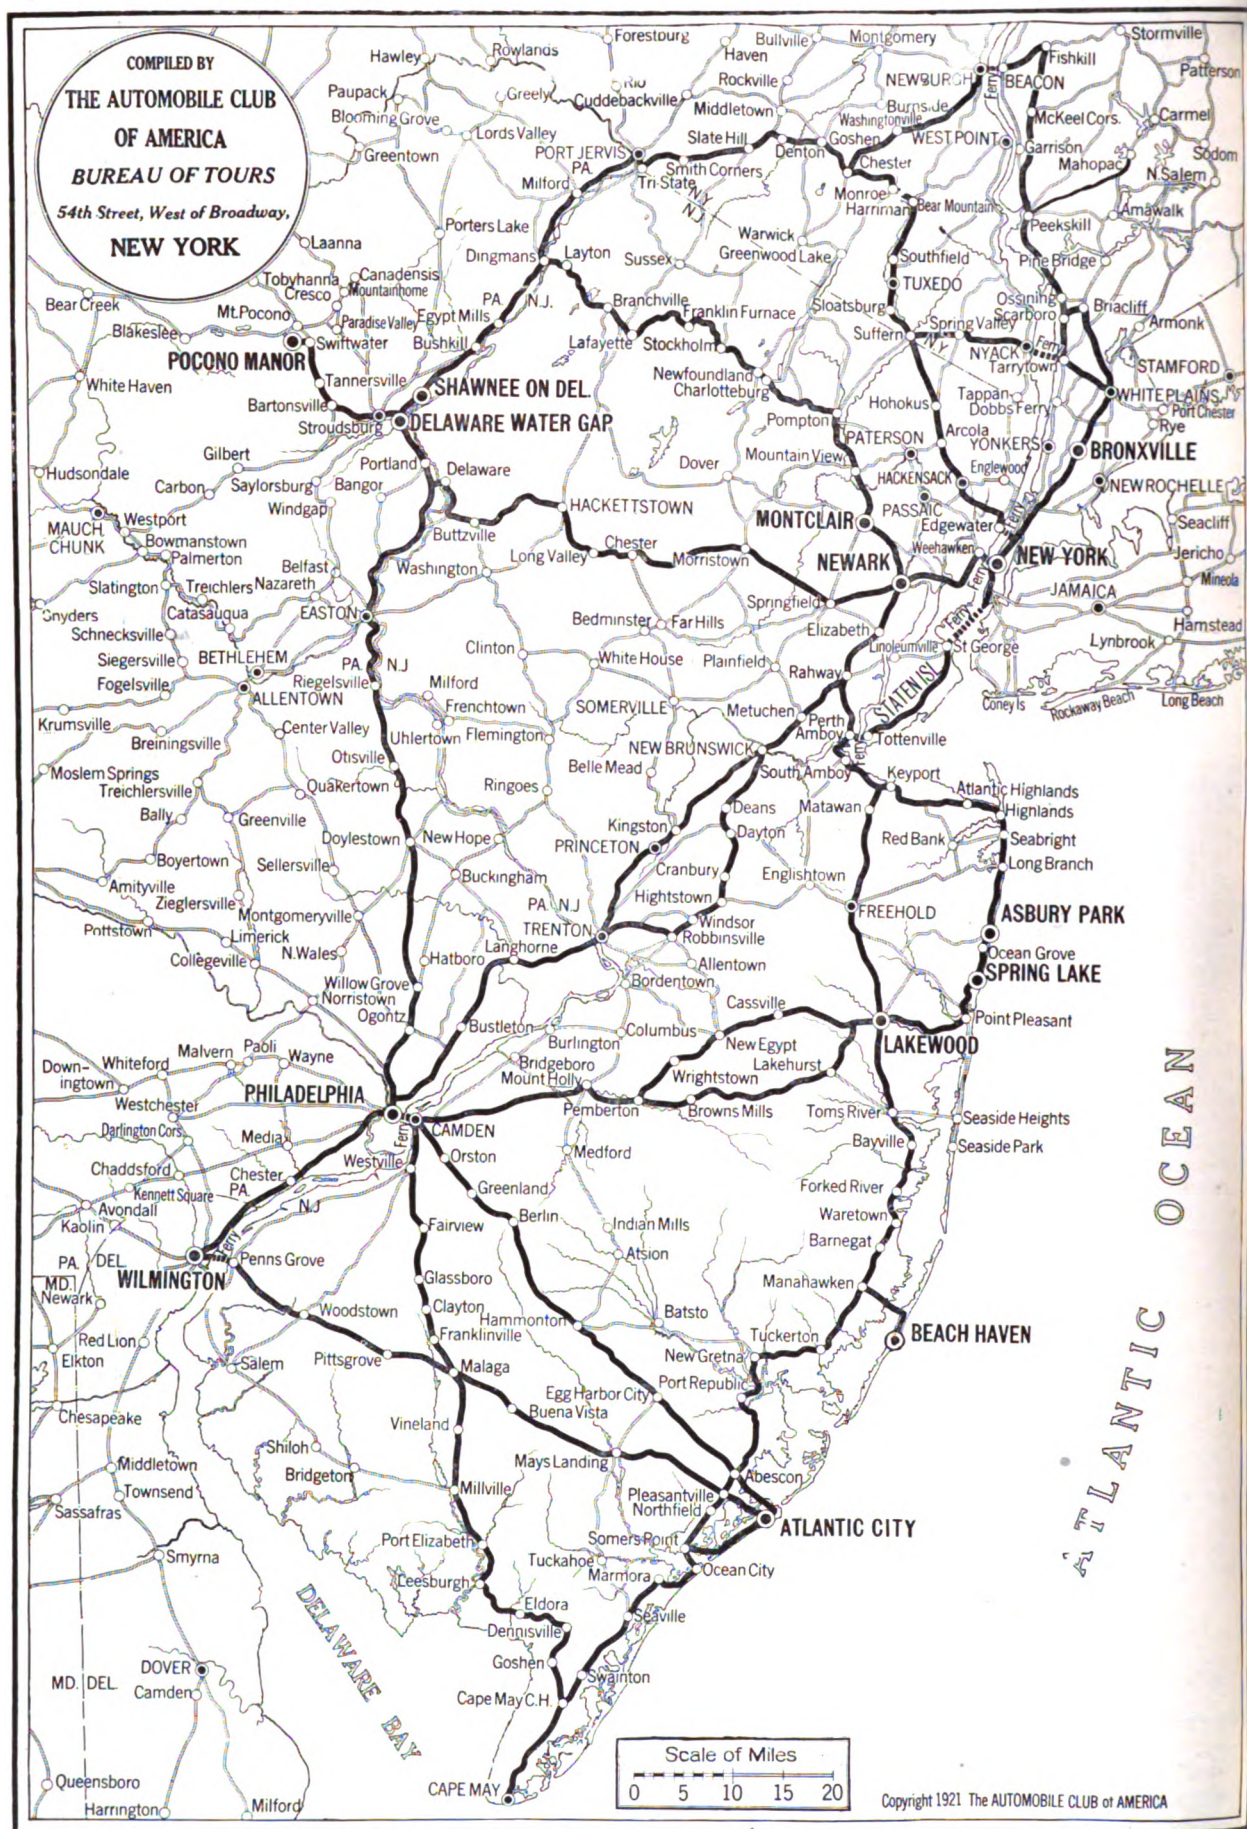 COMPILED BY
THE AUTOMOBILE CLUB
OF AMERICA
BUREAU OF TOURS
54th Street, West of Broadway,
NEW YORK
Hawley
Rowlands
Forestburg
Haven
Bullville
Montgomery
Stormville
Fishkill
Patterson
NEWBURGH
Ferry
BEACON
Paupack
Greely
Rio
Cuddebackville
Rockville
Middletown
Burnside
Washingtonville
McKeel Cors.
Carmel
Blooming Grove
Lords Valley
Greentown
PORT JERVIS
PA.
Slate Hill
Denton
Goshen
WEST POINT
Garrison
Mahopac
Sodom
N. Salem
Milford
Tri-State
Smith Corners
N.Y.
N.J.
Chester
Monroe
Harriman
Bear Mountain
Amawalk
Peekskill
Porters Lake
Laanna
Dingmans
Layton
Sussex
Warwick
Greenwood Lake
Southfield
Pine Bridge
Tobyhanna
Canadensis
Cresco
Mountainhome
Bear Creek
Mt. Pocono
Paradise Valley
Egypt Mills
PA.
N.J.
Branchville
Franklin Furnace
Sloatsburg
TUXEDO
Ossining
Scarboro
Briacliff
Armonk
Blakeslee
Swiftwater
Bushkill
Lafayette
Stockholm
Suffern
Spring Valley
N.Y.
NYACK
Ferry
Tarrytown
POCONO MANOR
STAMFORD
White Haven
Tannersville
SHAWNEE ON DEL.
Newfoundland
Charlotteburg
Hohokus
Tappan
Dobbs Ferry
WHITE PLAINS
Port Chester
Rye
Bartonsville
Stroudsburg
DELAWARE WATER GAP
Pompton
PATERSON
Arcola
YONKERS
BRONXVILLE
Hudsondale
Gilbert
Carbon
Saylorsburg
Portland
Delaware
Bangor
Windgap
Dover
Mountain View
HACKENSACK
Englewood
NEW ROCHELLE
MAUCH
CHUNK
Westport
Bowmanstown
Palmerton
HACKETTSTOWN
Buttzville
MONTCLAIR
PASSAIC
Edgewater
Ferry
Seacliff
Jericho
Slatington
Treichlers
Belfast
Nazareth
Washington
Long Valley
Chester
Morristown
NEWARK
Weehawken
Ferry
NEW YORK
Mineola
JAMAICA
Snyders
Catasauqua
EASTON
Springfield
Elizabeth
Ferry
Hamstead
Schnecksville
Bedminster
Far Hills
Linoleumville
St George
Lynbrook
Siegersville
BETHLEHEM
PA.
N.J.
Clinton
White House
Plainfield
Rahway
Fogelsville
ALLENTOWN
Riegelsville
Milford
STATEN ISL.
Coney Is
Rockaway Beach
Long Beach
Krumsville
Frenchtown
SOMERVILLE
Metuchen
Perth
Amboy
Tottenville
Breiningsville
Center Valley
Uhlertown
Flemington
NEW BRUNSWICK
Ferry
Moslem Springs
Treichlersville
Otisville
Belle Mead
South Amboy
Keyport
Quakertown
Ringoes
Atlantic Highlands
Highlands
Bally
Greenville
Deans
Matawan
Doylestown
New Hope
Kingston
Dayton
Red Bank
Seabright
PRINCETON
Boyertown
Sellersville
Buckingham
Cranbury
Englishtown
Long Branch
Amityville
Zieglersville
PA.
N.J
Hightstown
Pottstown
Montgomeryville
TRENTON
Windsor
Robbinsville
FREEHOLD
ASBURY PARK
Limerick
Collegeville
N. Wales
Hatboro
Langhorne
Allentown
Ocean Grove
Willow Grove
Norristown
Ogontz
Bordentown
Cassville
SPRING LAKE
Bustleton
Burlington
Columbus
New Egypt
Point Pleasant
LAKEWOOD
Down-
ingtown
Whiteford
Malvern
Paoli
Wayne
Bridgeboro
Mount Holly
Wrightstown
Lakehurst
PHILADELPHIA
Westchester
Pemberton
Browns Mills
Toms River
Seaside Heights
Darlington Cors.
Media
Ferry
CAMDEN
Bayville
Seaside Park
Chaddsford
Westville
Orston
Medford
Kennett Square
Chester
PA.
N.J
Greenland
Forked River
Avondall
Kaolin
Fairview
Berlin
Indian Mills
Waretown
Ferry
Atsion
Barnegat
PA.
DEL.
WILMINGTON
Penns Grove
MD.
Newark
Glassboro
Manahawken
Woodstown
Clayton
Franklinville
Hammonton
Batsto
BEACH HAVEN
Red Lion
Elkton
Salem
Pittsgrove
Malaga
New Gretna
Tuckerton
Port Republic
Chesapeake
Egg Harbor City
Buena Vista
Vineland
Shiloh
Middletown
Bridgeton
Mays Landing
Abescon
Townsend
Sassafras
Millville
Pleasantville
Northfield
ATLANTIC CITY
Port Elizabeth
Somers Point
Smyrna
Tuckahoe
Marmora
Ocean City
Leesburgh
Eldora
Dennisville
Seaville
DELAWARE BAY
Goshen
Swainton
DOVER
MD.
DEL.
Camden
Cape May C.H.
Queensboro
Harrington
Milford
CAPE MAY
ATLANTIC OCEAN
Scale of Miles
0 5 5 10 15 20
Copyright 1921 The AUTOMOBILE CLUB of AMERICA